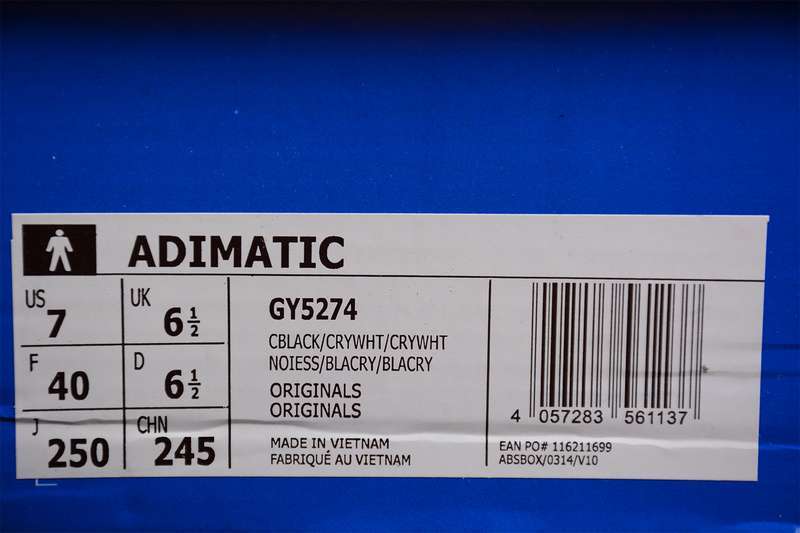 ADIMATIC
US 7
UK 6 1/2
F 40
D 6 1/2
J 250
CHN 245
GY5274
CBLACK/CRYWHT/CRYWHT
NOIESS/BLACRY/BLACRY
ORIGINALS
ORIGINALS
MADE IN VIETNAM
FABRIQUÉ AU VIETNAM
4 057283 561137
EAN PO# 116211699
ABSBOX/0314/V10